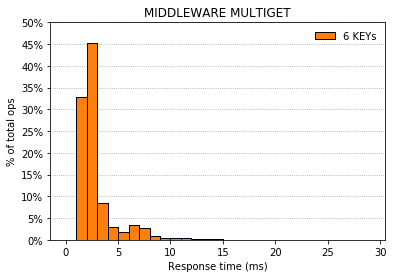 MIDDLEWARE MULTIGET
6 KEYs
50%
45%
40%
35%
30%
25%
20%
15%
10%
5%
0%
% of total ops
0 5 10 15 20 25 30
Response time (ms)